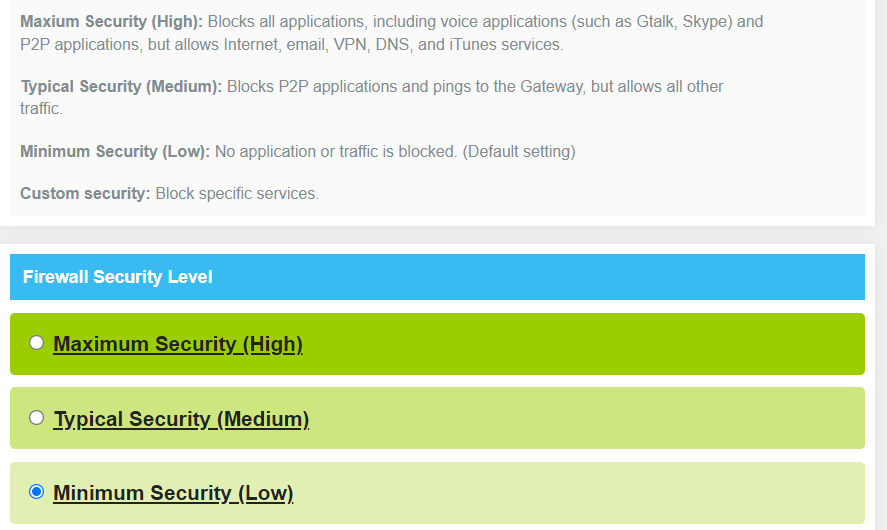 Maxium Security (High): Blocks all applications, including voice applications (such as Gtalk, Skype) and
P2P applications, but allows Internet, email, VPN, DNS, and iTunes services.
Typical Security (Medium): Blocks P2P applications and pings to the Gateway, but allows all other
traffic.
Minimum Security (Low): No application or traffic is blocked. (Default setting)
Custom security: Block specific services.
Firewall Security Level
Maximum Security (High)
Typical Security (Medium)
Minimum Security (Low)